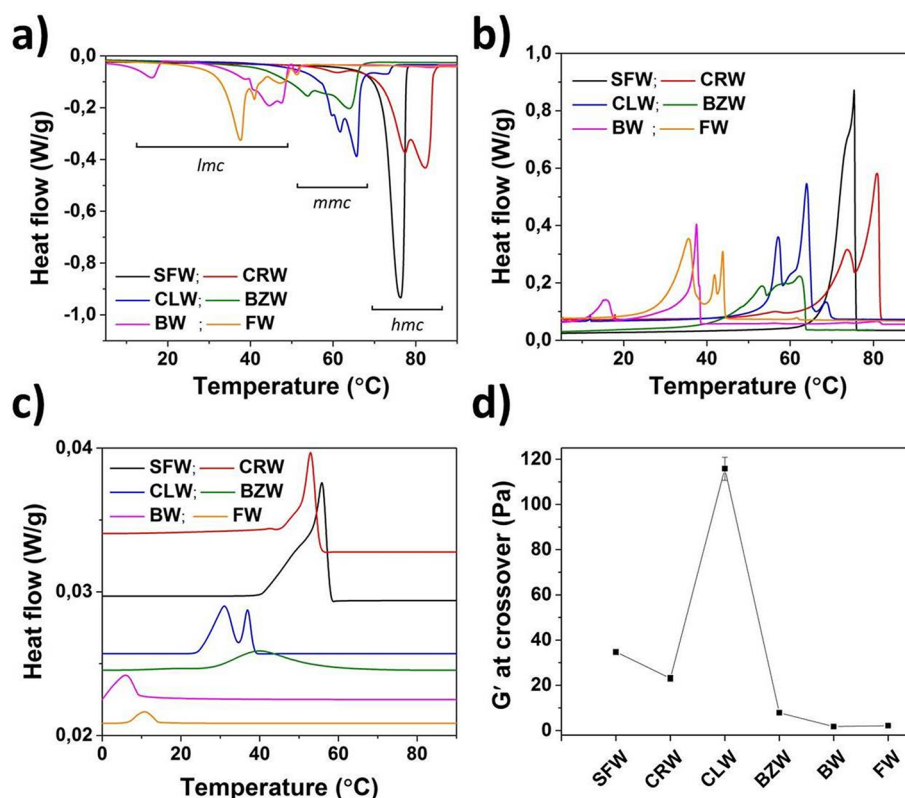 a)
Heat flow (W/g)
0,0
-0,2
-0,4
-0,6
-0,8
-1,0
lmc
mmc
hmc
SFW; CRW
CLW; BZW
BW ; FW
20 40 60 80
Temperature (°C)
b)
Heat flow (W/g)
1,0
0,8
0,6
0,4
0,2
0,0
SFW; CRW
CLW; BZW
BW ; FW
20 40 60 80
Temperature (°C)
c)
Heat flow (W/g)
0,04
0,03
0,02
SFW; CRW
CLW; BZW
BW; FW
0 20 40 60 80
Temperature (°C)
d)
G′ at crossover (Pa)
120
100
80
60
40
20
0
SFW CRW CLW BZW BW FW